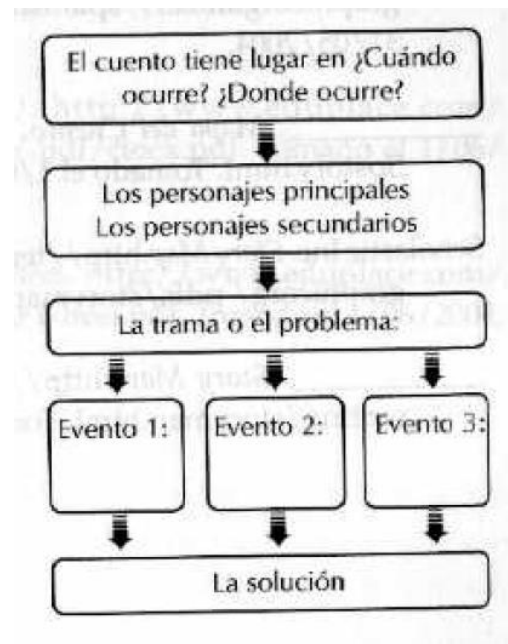 El cuento tiene lugar en ¿Cuándo
ocurre? ¿Donde ocurre?
Los personajes principales
Los personajes secundarios
La trama o el problema:
Evento 1:
Evento 2:
Evento 3:
La solución